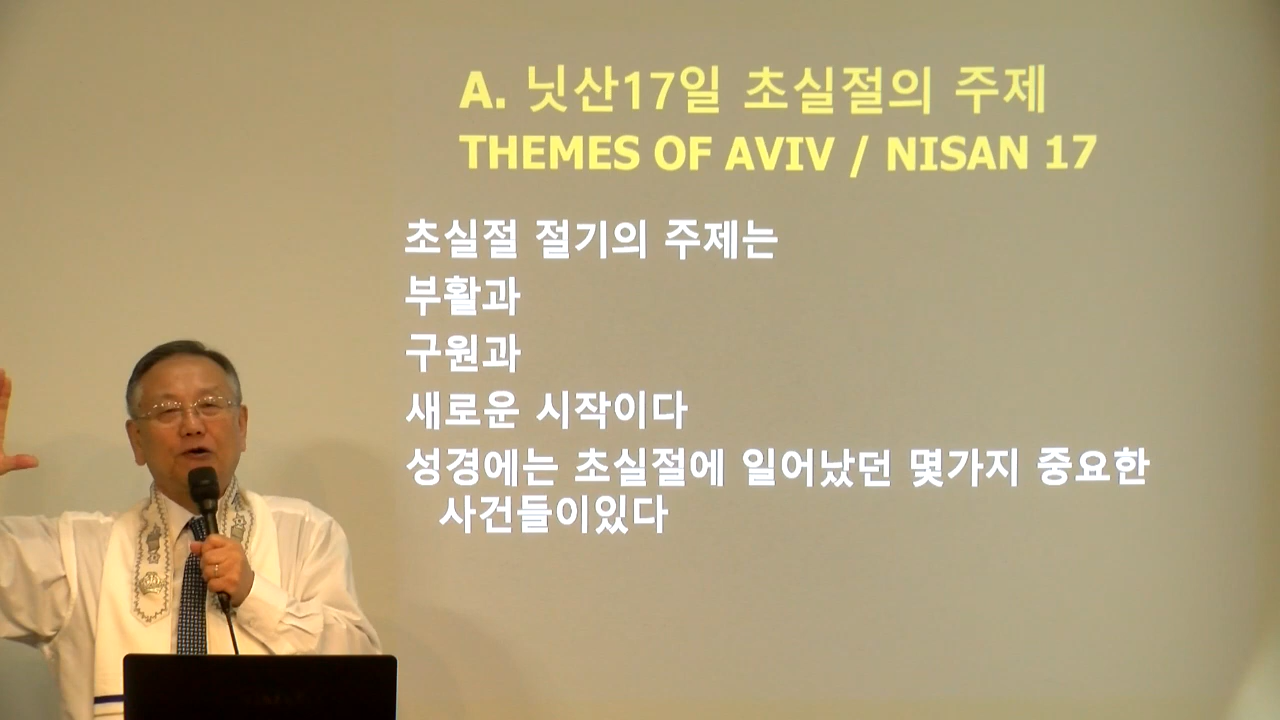 A. 닛산17일 초실절의 주제
THEMES OF AVIV / NISAN 17
초실절 절기의 주제는
부활과
구원과
새로운 시작이다
성경에는 초실절에 일어났던 몇가지 중요한
사건들이있다